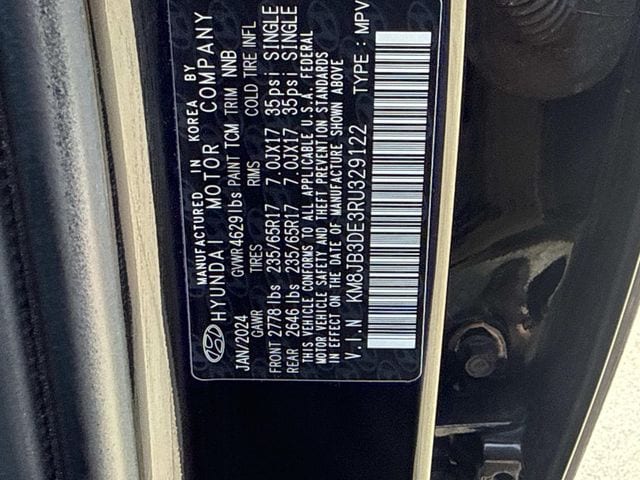 MANUFACTURED IN KOREA BY
HYUNDAI MOTOR COMPANY
JAN/2024 GVWR 4629 lbs PAINT TCM TRIM NNB
GAWR TIRES RIMS COLD TIRE INFL
FRONT 2778 lbs 235/65R17 7.0JX17 35psi SINGLE
REAR 2646 lbs 235/65R17 7.0JX17 35psi SINGLE
THIS VEHICLE CONFORMS TO ALL APPLICABLE U.S.A. FEDERAL
MOTOR VEHICLE SAFETY AND THEFT PREVENTION STANDARDS
IN EFFECT ON THE DATE OF MANUFACTURE SHOWN ABOVE
V.I.N KM8JB3DE3RU329122 TYPE : MPV